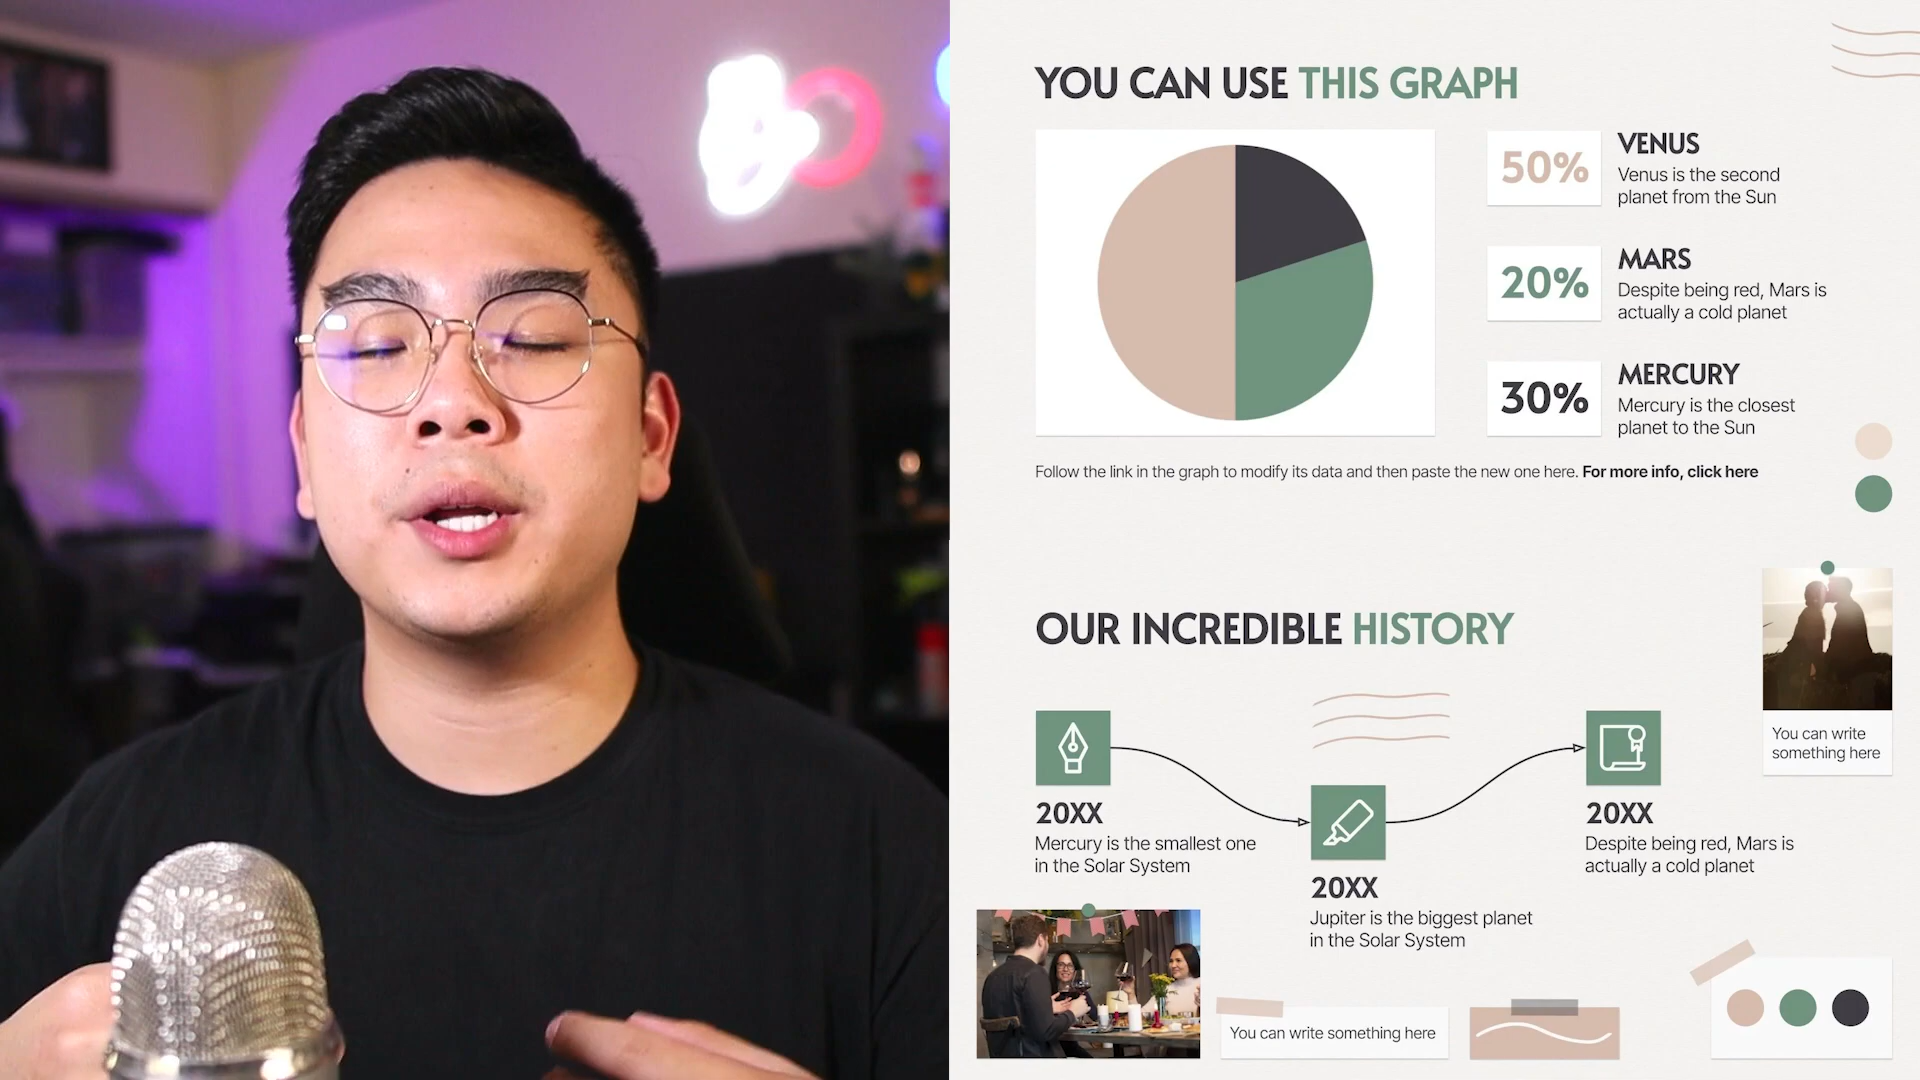 YOU CAN USE THIS GRAPH
50%
VENUS
Venus is the second
planet from the Sun
20%
MARS
Despite being red, Mars is
actually a cold planet
30%
MERCURY
Mercury is the closest
planet to the Sun
Follow the link in the graph to modify its data and then paste the new one here. For more info, click here
OUR INCREDIBLE HISTORY
You can write
something here
20XX
Mercury is the smallest one
in the Solar System
20XX
Jupiter is the biggest planet
in the Solar System
20XX
Despite being red, Mars is
actually a cold planet
You can write something here